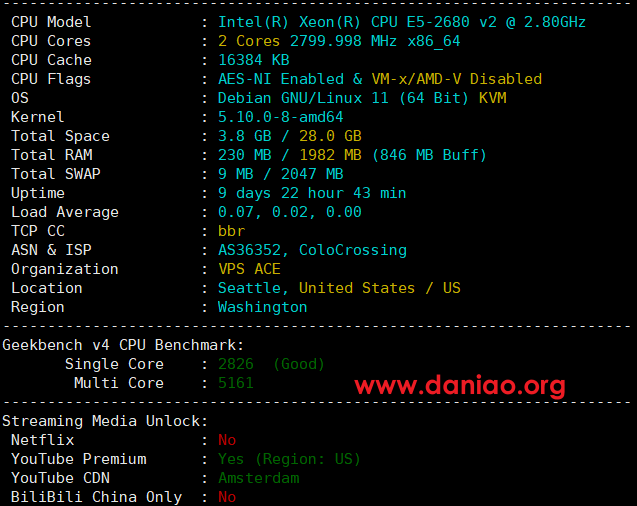 CPU Model : Intel(R) Xeon(R) CPU E5-2680 v2 @ 2.80GHz
CPU Cores : 2 Cores 2799.998 MHz x86_64
CPU Cache : 16384 KB
CPU Flags : AES-NI Enabled & VM-x/AMD-V Disabled
OS : Debian GNU/Linux 11 (64 Bit) KVM
Kernel : 5.10.0-8-amd64
Total Space : 3.8 GB / 28.0 GB
Total RAM : 230 MB / 1982 MB (846 MB Buff)
Total SWAP : 9 MB / 2047 MB
Uptime : 9 days 22 hour 43 min
Load Average : 0.07, 0.02, 0.00
TCP CC : bbr
ASN & ISP : AS36352, ColoCrossing
Organization : VPS ACE
Location : Seattle, United States / US
Region : Washington
----------------------------------------------------------------------
Geekbench v4 CPU Benchmark:
Single Core : 2826 (Good)
Multi Core : 5161
www.daniao.org
----------------------------------------------------------------------
Streaming Media Unlock:
Netflix : No
YouTube Premium : Yes (Region: US)
YouTube CDN : Amsterdam
BiliBili China Only : No